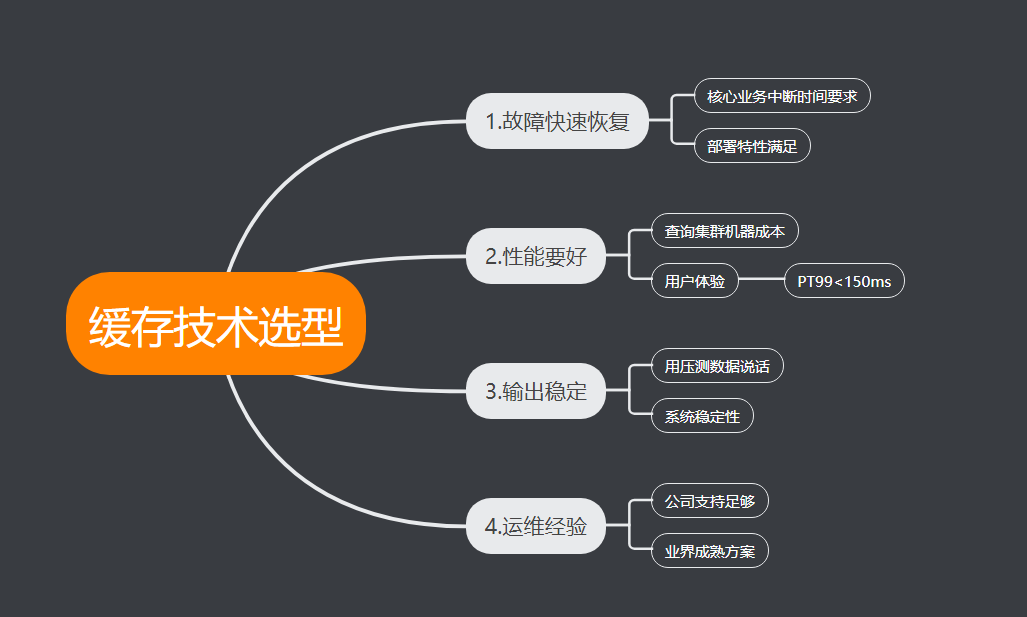 缓存技术选型
1.故障快速恢复
核心业务中断时间要求
部署特性满足
2.性能要好
查询集群机器成本
用户体验
PT99<150ms
3.输出稳定
用压测数据说话
系统稳定性
4.运维经验
公司支持足够
业界成熟方案